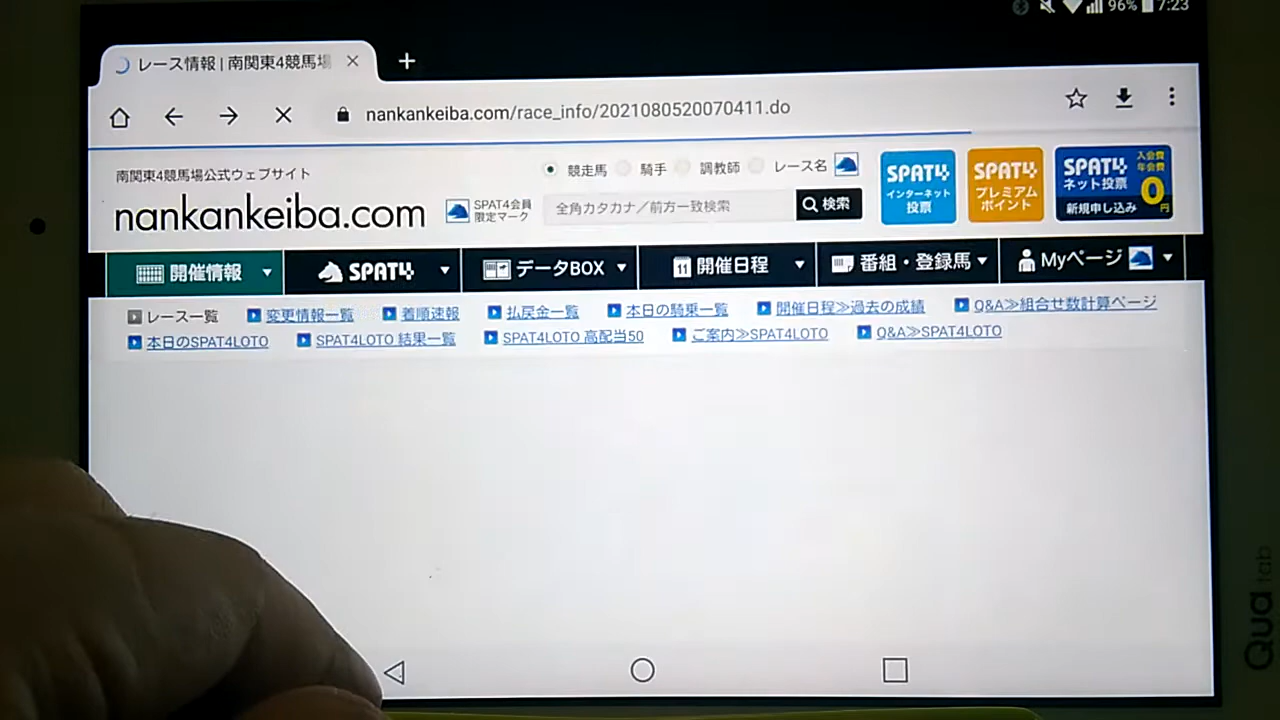 96% 7:23
レース情報 | 南関東4競馬場
nankankeiba.com/race_info/2021080520070411.do
南関東4競馬場公式ウェブサイト
nankankeiba.com
競走馬 騎手 調教師 レース名
SPAT4会員
限定マーク
全角カタカナ/前方一致検索
検索
SPAT4
インターネット
投票
SPAT4
プレミアム
ポイント
SPAT4
ネット投票
新規申し込み
入会費
年会費
0円
開催情報 SPAT4 データBOX 11 開催日程 番組・登録馬 Myページ
レース一覧 変更情報一覧 着順速報 払戻金一覧 本日の騎乗一覧 開催日程≫過去の成績 Q&A≫組合せ数計算ページ
本日のSPAT4LOTO SPAT4LOTO 結果一覧 SPAT4LOTO 高配当50 ご案内≫SPAT4LOTO Q&A≫SPAT4LOTO
Qua tab